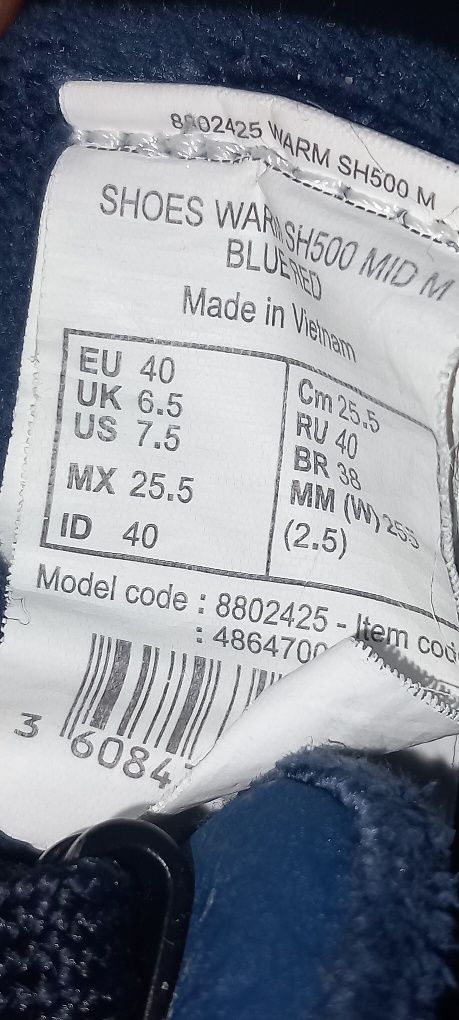 8802425 WARM SH500 M
SHOES WARM SH500 MID M
BLUE RED
Made in Vietnam
EU 40
UK 6.5
US 7.5
MX 25.5
ID 40
Cm 25.5
RU 40
BR 38
MM (W) 255
(2.5)
Model code : 8802425 - Item cod
: 4864700
3 60847